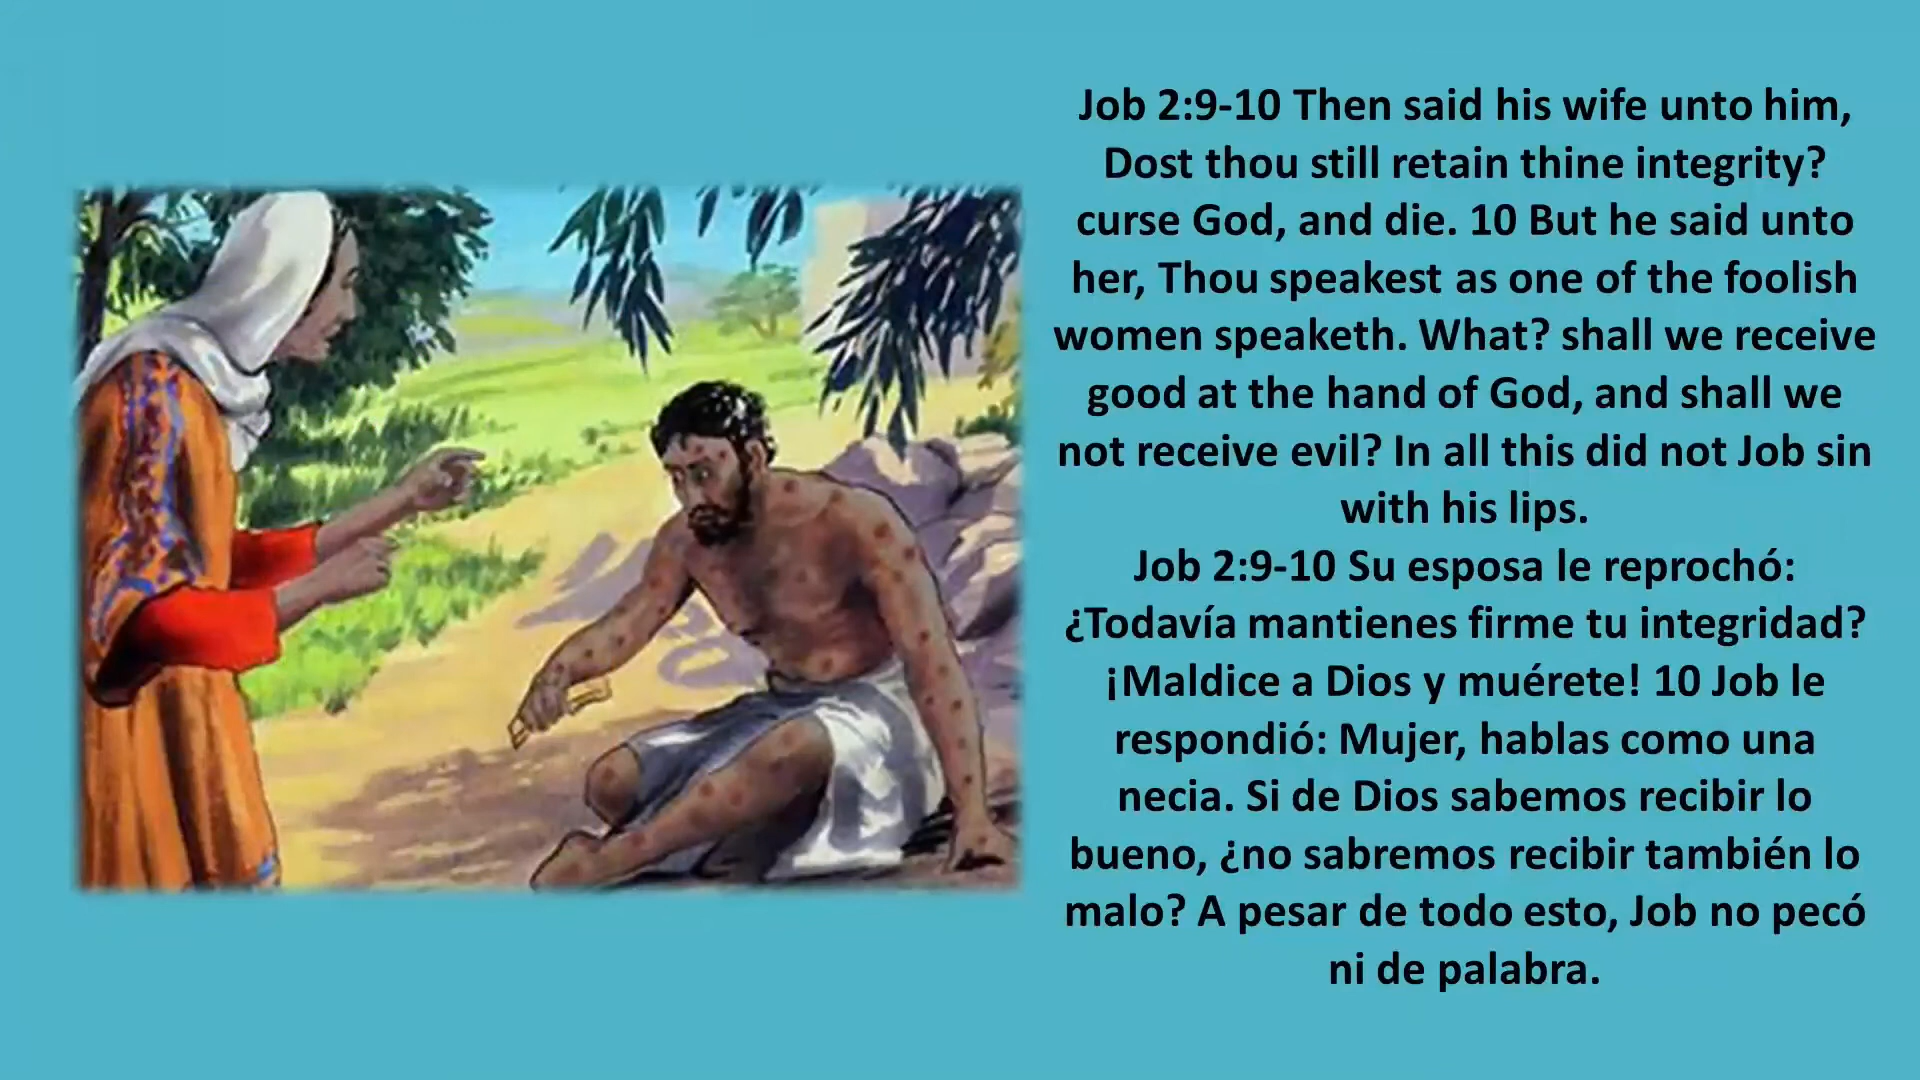 Job 2:9-10 Then said his wife unto him,
Dost thou still retain thine integrity?
curse God, and die. 10 But he said unto
her, Thou speakest as one of the foolish
women speaketh. What? shall we receive
good at the hand of God, and shall we
not receive evil? In all this did not Job sin
with his lips.
Job 2:9-10 Su esposa le reprochó:
¿Todavía mantienes firme tu integridad?
¡Maldice a Dios y muérete! 10 Job le
respondió: Mujer, hablas como una
necia. Si de Dios sabemos recibir lo
bueno, ¿no sabremos recibir también lo
malo? A pesar de todo esto, Job no pecó
ni de palabra.